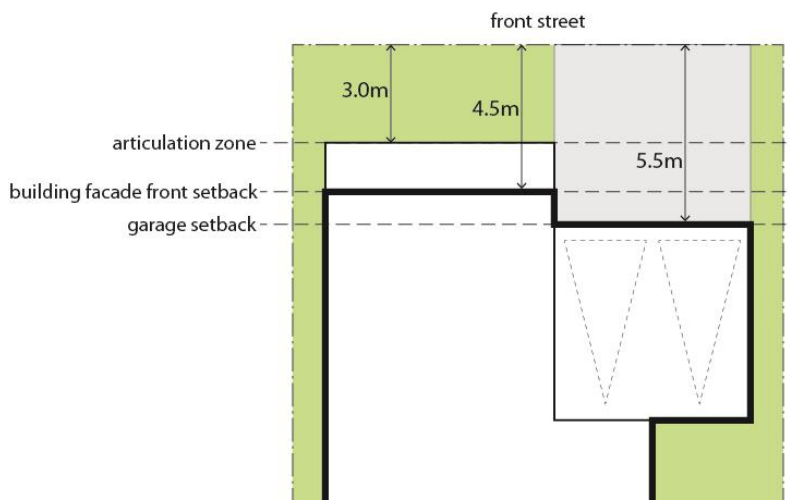 front street
3.0m
4.5m
articulation zone
5.5m
building facade front setback
garage setback